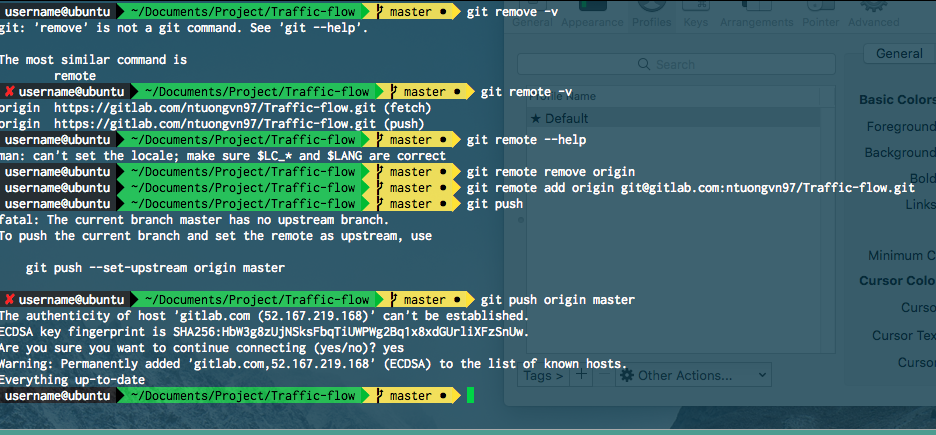 username@ubuntu ~/Documents/Project/Traffic-flow master ● git remove -v
git: 'remove' is not a git command. See 'git --help'.
The most similar command is
remote
✘ username@ubuntu ~/Documents/Project/Traffic-flow master ● git remote -v
origin https://gitlab.com/ntuongvn97/Traffic-flow.git (fetch)
origin https://gitlab.com/ntuongvn97/Traffic-flow.git (push)
username@ubuntu ~/Documents/Project/Traffic-flow master ● git remote --help
man: can't set the locale; make sure $LC_* and $LANG are correct
username@ubuntu ~/Documents/Project/Traffic-flow master ● git remote remove origin
username@ubuntu ~/Documents/Project/Traffic-flow master ● git remote add origin git@gitlab.com:ntuongvn97/Traffic-flow.git
username@ubuntu ~/Documents/Project/Traffic-flow master ● git push
fatal: The current branch master has no upstream branch.
To push the current branch and set the remote as upstream, use
git push --set-upstream origin master
✘ username@ubuntu ~/Documents/Project/Traffic-flow master ● git push origin master
The authenticity of host 'gitlab.com (52.167.219.168)' can't be established.
ECDSA key fingerprint is SHA256:HbW3g8zUjNSksFbqTiUWPWg2Bq1x8xdGUrliXFzSnUw.
Are you sure you want to continue connecting (yes/no)? yes
Warning: Permanently added 'gitlab.com,52.167.219.168' (ECDSA) to the list of known hosts.
Everything up-to-date
username@ubuntu ~/Documents/Project/Traffic-flow master ●
General Appearance Profiles Keys Arrangements Pointer Advanced
Search
Profile Name
★ Default
Tags > + − Other Actions...
General
Basic Colors
Foreground
Background
Bold
Links
Minimum C
Cursor Colo
Curso
Cursor Tex
Cursor